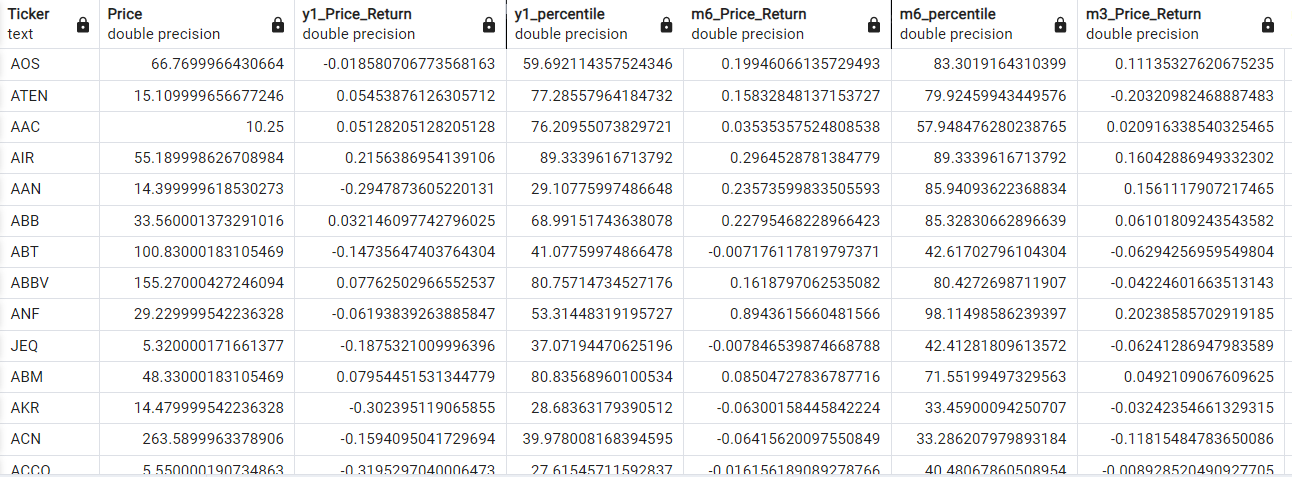 Ticker Price y1_Price_Return y1_percentile m6_Price_Return m6_percentile m3_Price_Return
text double precision double precision double precision double precision double precision double precision
AOS 66.7699966430664 -0.018580706773568163 59.692114357524346 0.19946066135729493 83.3019164310399 0.11135327620675235
ATEN 15.109999656677246 0.05453876126305712 77.28557964184732 0.15832848137153727 79.92459943449576 -0.20320982468887483
AAC 10.25 0.05128205128205128 76.20955073829721 0.03535357524808538 57.948476280238765 0.020916338540325465
AIR 55.189998626708984 0.2156386954139106 89.3339616713792 0.2964528781384779 89.3339616713792 0.16042886949332302
AAN 14.399999618530273 -0.2947873605220131 29.10775997486648 0.23573599833505593 85.94093622368834 0.1561117907217465
ABB 33.560001373291016 0.032146097742796025 68.99151743638078 0.22795468228966423 85.32830662896639 0.06101809243543582
ABT 100.83000183105469 -0.14735647403764304 41.07759974866478 -0.007176117819797371 42.61702796104304 -0.06294256959549804
ABBV 155.27000427246094 0.07762502966552537 80.75714734527176 0.1618797062535082 80.4272698711907 -0.04224601663513143
ANF 29.229999542236328 -0.06193839263885847 53.31448319195727 0.8943615660481566 98.11498586239397 0.20238585702919185
JEQ 5.320000171661377 -0.1875321009996396 37.07194470625196 -0.007846539874668788 42.41281809613572 -0.06241286947983589
ABM 48.33000183105469 0.07954451531344779 80.83568960100534 0.08504727836787716 71.55199497329563 0.0492109067609625
AKR 14.479999542236328 -0.302395119065855 28.68363179390512 -0.06300158445842224 33.45900094250707 -0.03242354661329315
ACN 263.5899963378906 -0.1594095041729694 39.978008168394595 -0.06415620097550849 33.286207979893184 -0.11815484783650086
ACCO 5.550000190734863 -0.3195297040006473 27.61545711592837 -0.016156189089278766 40.48067860508954 -0.008928520490927705